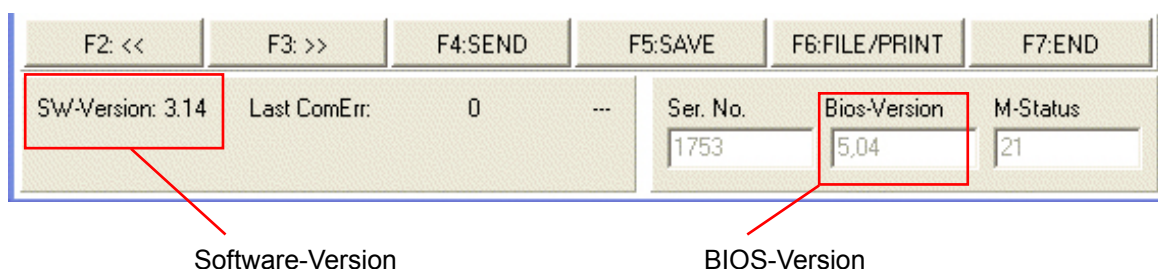 F2: << F3: >> F4:SEND F5:SAVE F6:FILE/PRINT F7:END
SW-Version: 3.14 Last ComErr: 0 --- Ser. No. Bios-Version M-Status
1753 5,04 21
Software-Version BIOS-Version